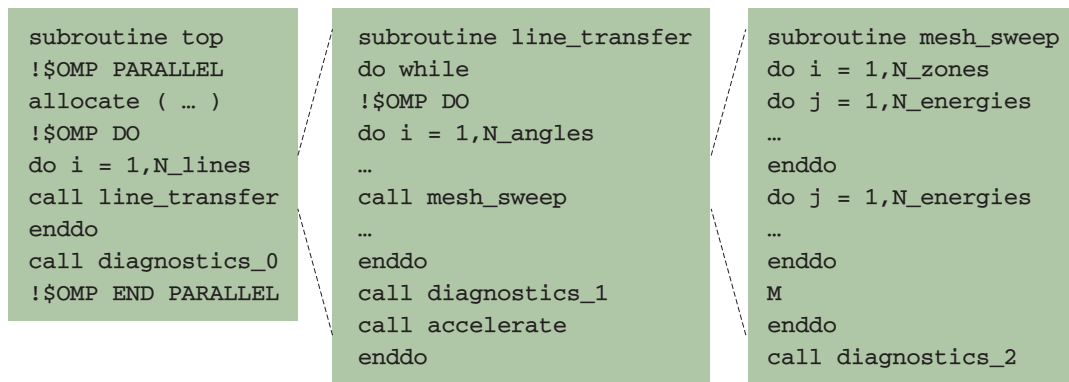 subroutine top
!$OMP PARALLEL
allocate ( … )
!$OMP DO
do i = 1,N_lines
call line_transfer
enddo
call diagnostics_0
!$OMP END PARALLEL
subroutine line_transfer
do while
!$OMP DO
do i = 1,N_angles
…
call mesh_sweep
…
enddo
call diagnostics_1
call accelerate
enddo
subroutine mesh_sweep
do i = 1,N_zones
do j = 1,N_energies
…
enddo
do j = 1,N_energies
…
enddo
M
enddo
call diagnostics_2